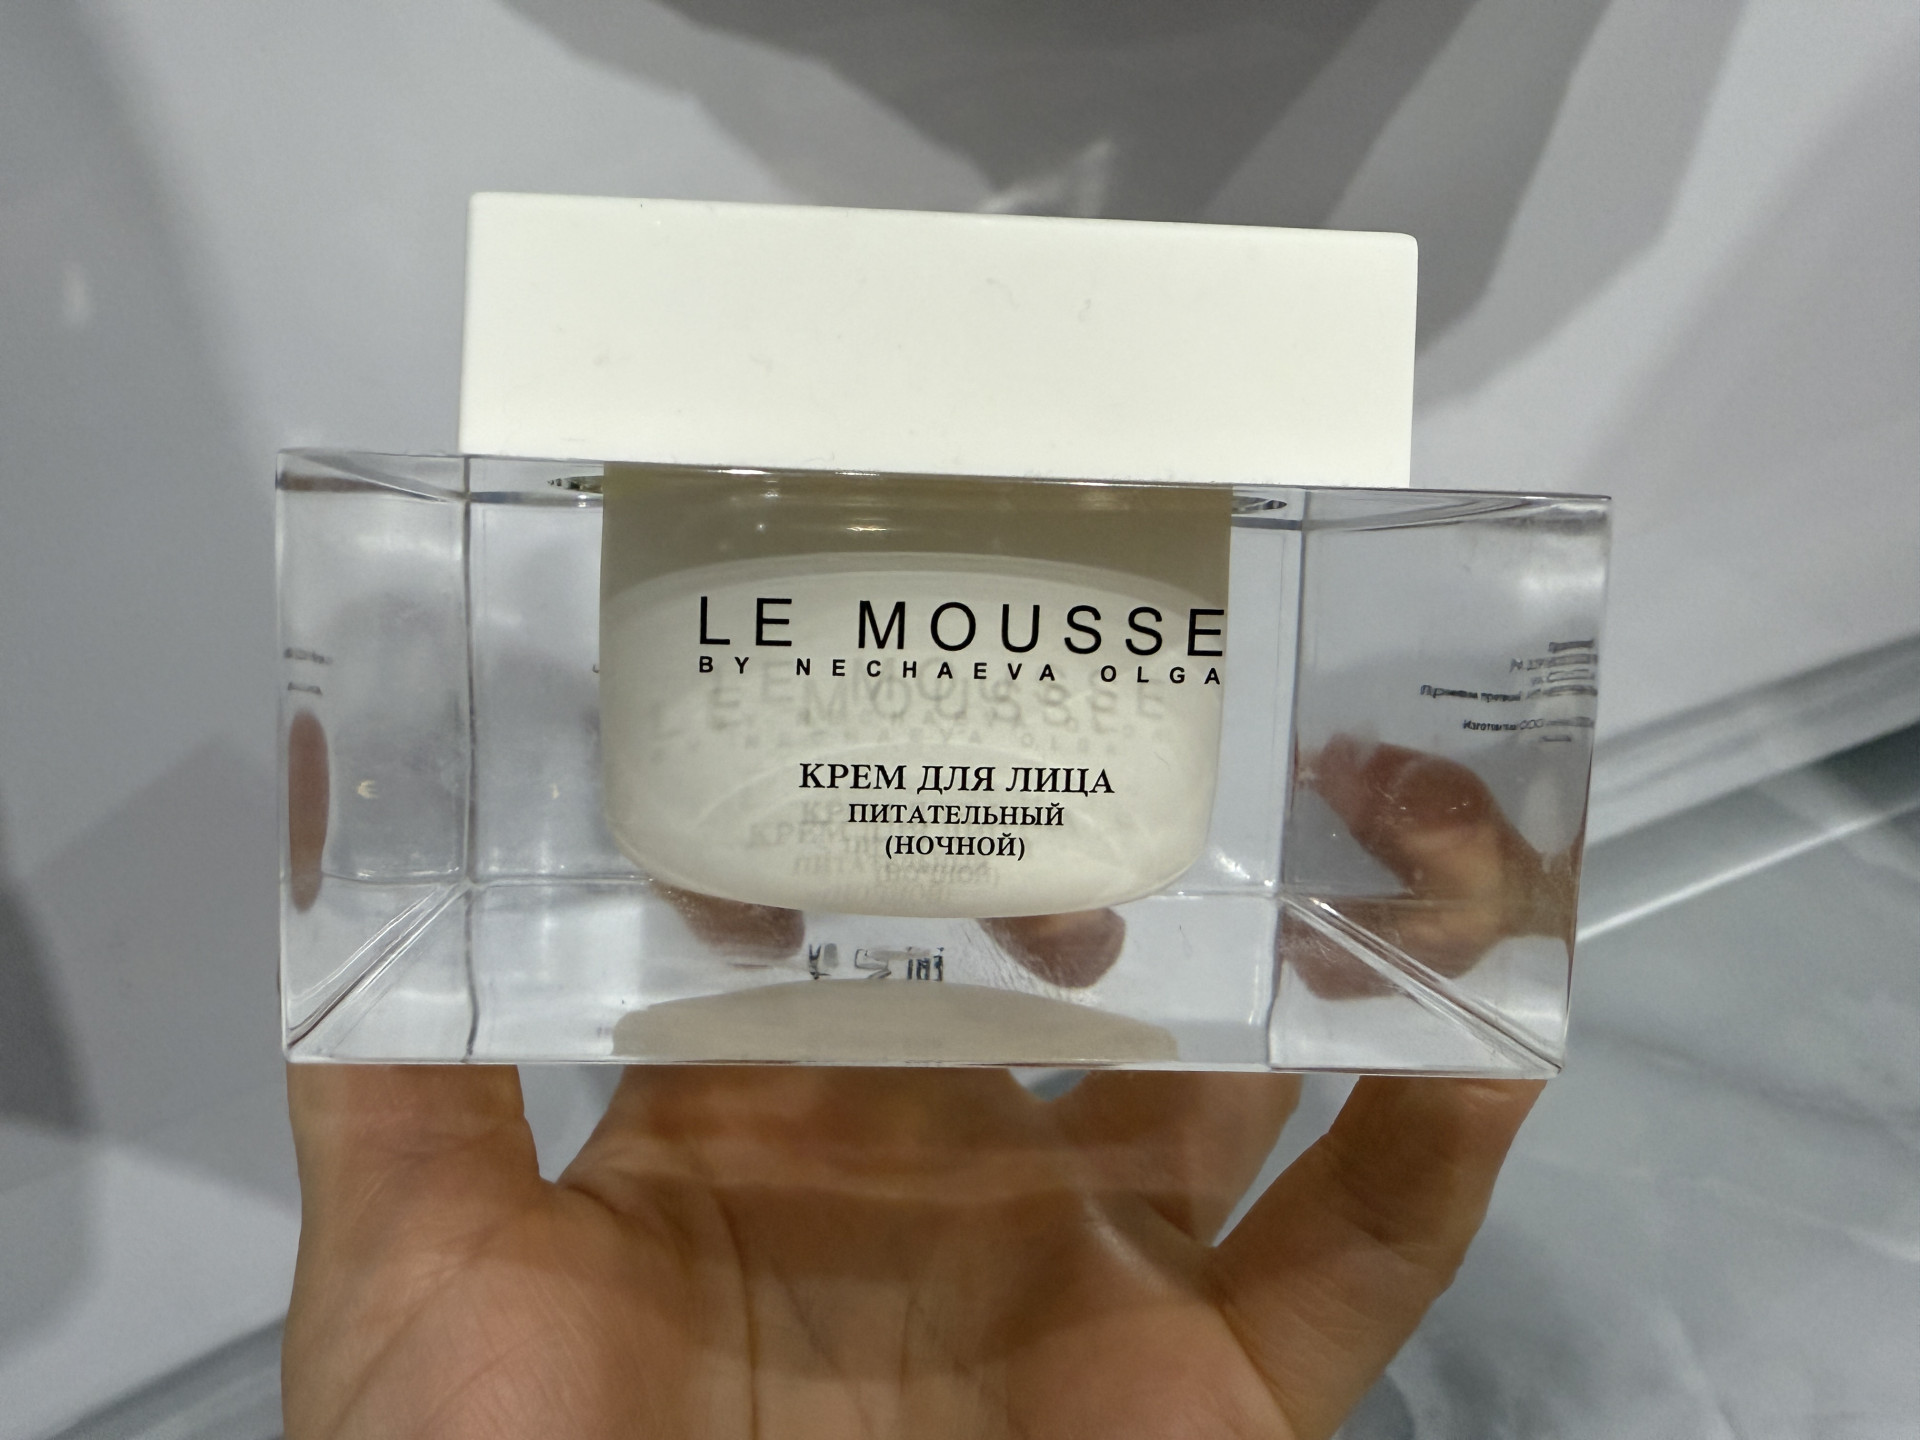 LE MOUSSE
BY NECHAEVA OLGA
КРЕМ ДЛЯ ЛИЦА
ПИТАТЕЛЬНЫЙ
(НОЧНОЙ)